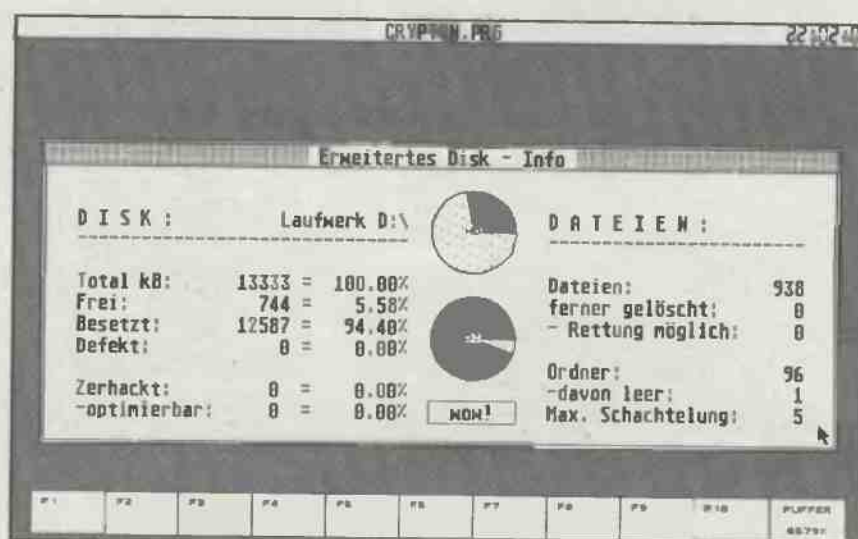 CRYPTON.PRG 22:02:40
Erweitertes Disk - Info
D I S K : Laufwerk D:\
Total kB: 13333 = 100.00%
Frei: 744 = 5.58%
Besetzt: 12587 = 94.40%
Defekt: 0 = 0.00%
Zerhackt: 0 = 0.00%
-optimierbar: 0 = 0.00%
WOW!
D A T E I E N :
Dateien: 938
ferner gelöscht: 0
- Rettung möglich: 0
Ordner: 96
-davon leer: 1
Max. Schachtelung: 5
F1 F2 F3 F4 F5 F6 F7 F8 F9 F10 PUFFER